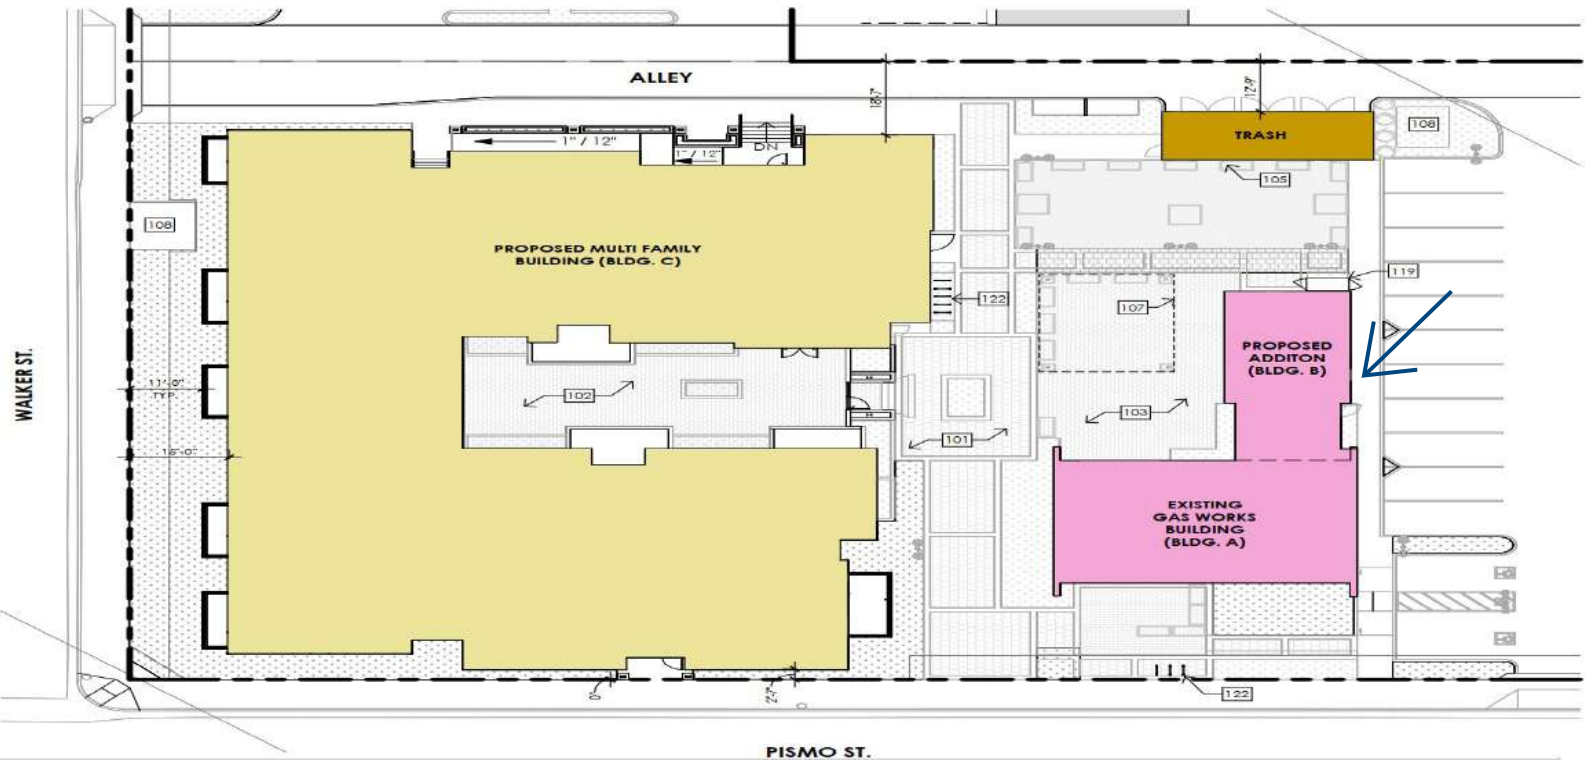 ALLEY
18'-7"
12'-9"
TRASH
108
1" / 12"
1" / 12"
DN
105
108
PROPOSED MULTI FAMILY
BUILDING (BLDG. C)
119
122
107
WALKER ST.
PROPOSED
ADDITON
(BLDG. B)
11'-0"
TYP
102
103
101
15'-0"
EXISTING
GAS WORKS
BUILDING
(BLDG. A)
122
PISMO ST.